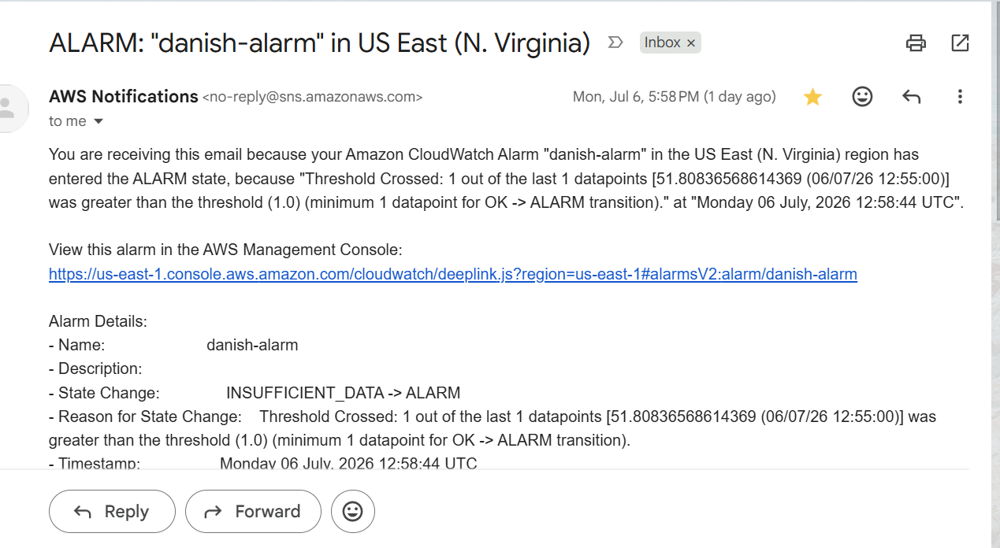 ALARM: "danish-alarm" in US East (N. Virginia) Inbox ×
AWS Notifications <no-reply@sns.amazonaws.com> Mon, Jul 6, 5:58 PM (1 day ago)
to me
You are receiving this email because your Amazon CloudWatch Alarm "danish-alarm" in the US East (N. Virginia) region has
entered the ALARM state, because "Threshold Crossed: 1 out of the last 1 datapoints [51.80836568614369 (06/07/26 12:55:00)]
was greater than the threshold (1.0) (minimum 1 datapoint for OK -> ALARM transition)." at "Monday 06 July, 2026 12:58:44 UTC".
View this alarm in the AWS Management Console:
https://us-east-1.console.aws.amazon.com/cloudwatch/deeplink.js?region=us-east-1#alarmsV2:alarm/danish-alarm
Alarm Details:
- Name: danish-alarm
- Description:
- State Change: INSUFFICIENT_DATA -> ALARM
- Reason for State Change: Threshold Crossed: 1 out of the last 1 datapoints [51.80836568614369 (06/07/26 12:55:00)] was
greater than the threshold (1.0) (minimum 1 datapoint for OK -> ALARM transition).
- Timestamp: Monday 06 July, 2026 12:58:44 UTC
Reply Forward